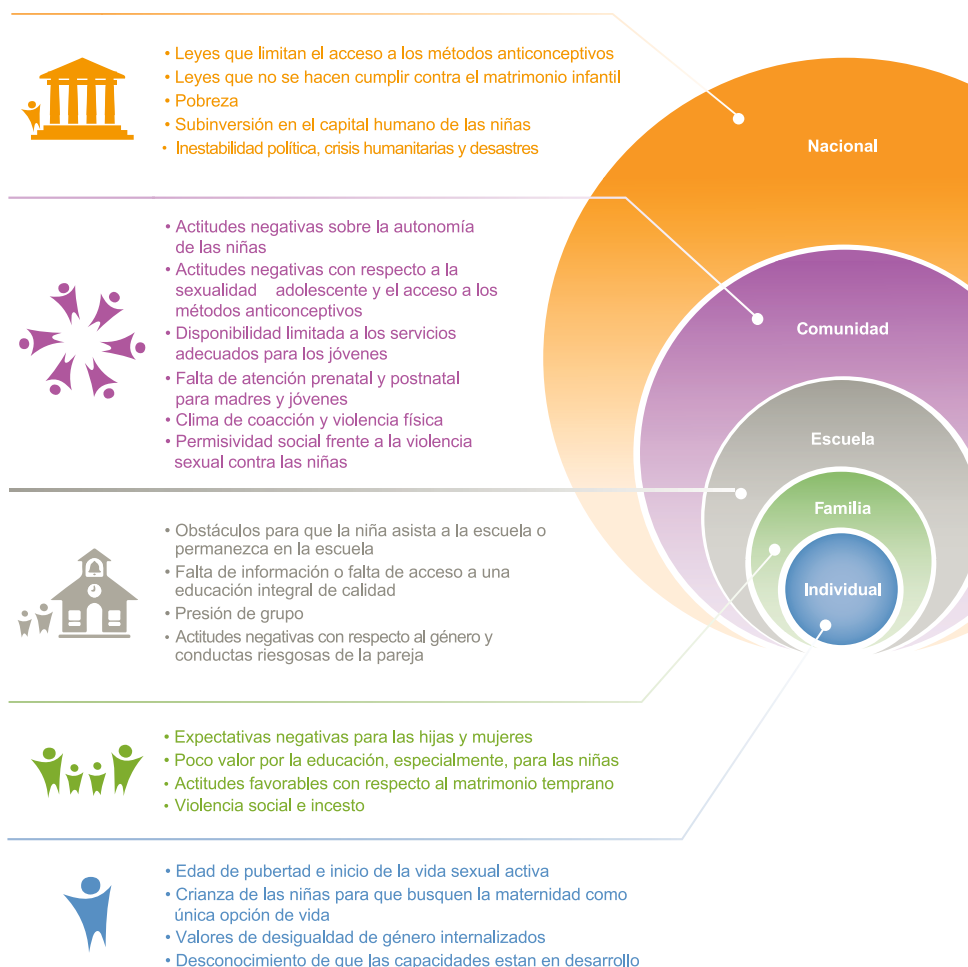 • Leyes que limitan el acceso a los métodos anticonceptivos
• Leyes que no se hacen cumplir contra el matrimonio infantil
• Pobreza
• Subinversión en el capital humano de las niñas
• Inestabilidad política, crisis humanitarias y desastres
Nacional
• Actitudes negativas sobre la autonomía
de las niñas
• Actitudes negativas con respecto a la
sexualidad adolescente y el acceso a los
métodos anticonceptivos
• Disponibilidad limitada a los servicios
adecuados para los jóvenes
• Falta de atención prenatal y postnatal
para madres y jóvenes
• Clima de coacción y violencia física
• Permisividad social frente a la violencia
sexual contra las niñas
Comunidad
Escuela
Familia
Individual
• Obstáculos para que la niña asista a la escuela o
permanezca en la escuela
• Falta de información o falta de acceso a una
educación integral de calidad
• Presión de grupo
• Actitudes negativas con respecto al género y
conductas riesgosas de la pareja
• Expectativas negativas para las hijas y mujeres
• Poco valor por la educación, especialmente, para las niñas
• Actitudes favorables con respecto al matrimonio temprano
• Violencia social e incesto
• Edad de pubertad e inicio de la vida sexual activa
• Crianza de las niñas para que busquen la maternidad como
única opción de vida
• Valores de desigualdad de género internalizados
• Desconocimiento de que las capacidades estan en desarrollo